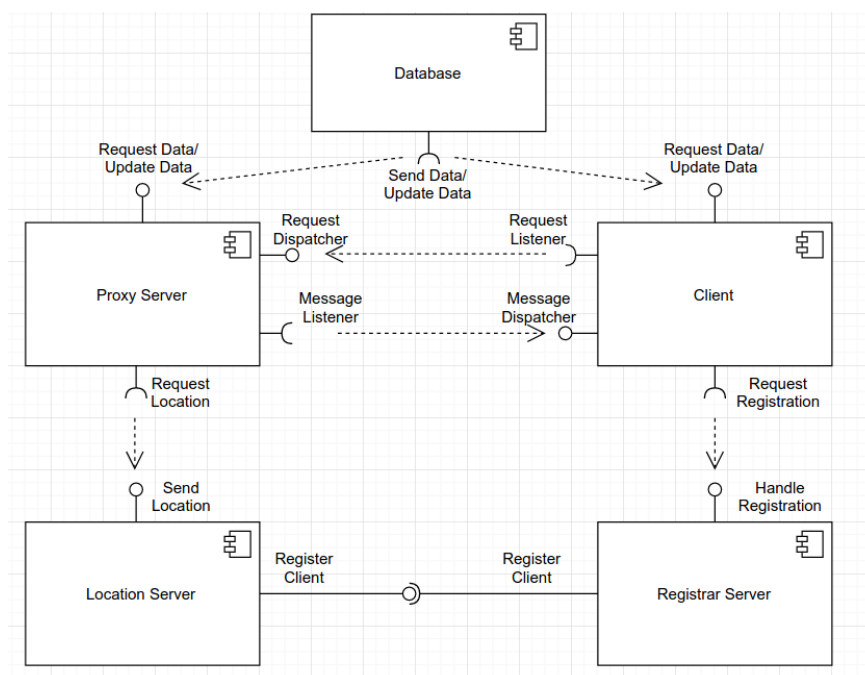 Database
Request Data/
Update Data
Send Data/
Update Data
Request Data/
Update Data
Request
Dispatcher
Request
Listener
Proxy Server
Message
Listener
Message
Dispatcher
Client
Request
Location
Request
Registration
Send
Location
Handle
Registration
Location Server
Register
Client
Register
Client
Registrar Server